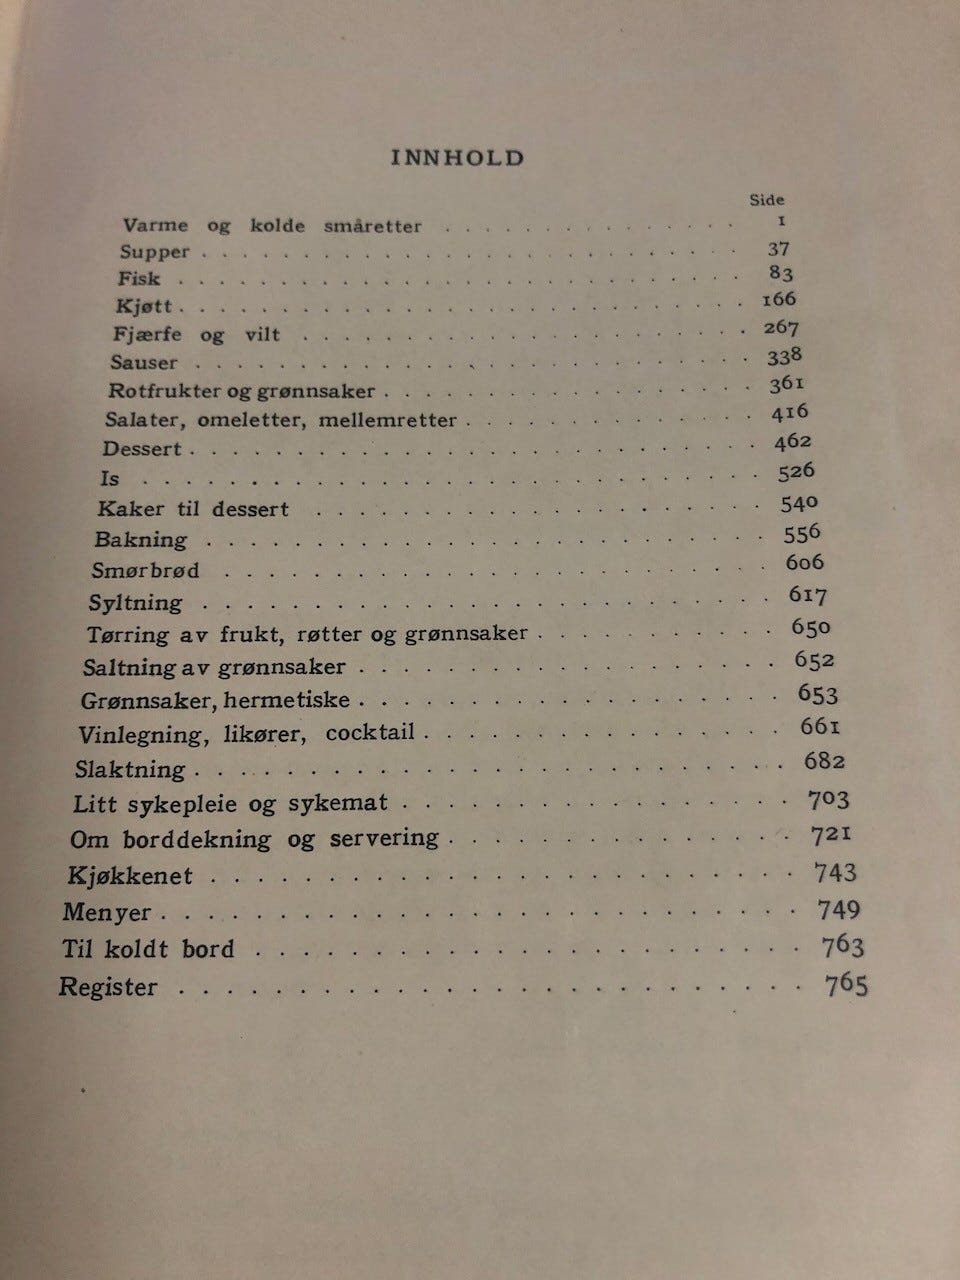 INNHOLD
Side
Varme og kolde småretter . . . . . . . . . . . . . . 1
Supper . . . . . . . . . . . . . . . . . . . . . . . . 37
Fisk . . . . . . . . . . . . . . . . . . . . . . . . 83
Kjøtt . . . . . . . . . . . . . . . . . . . . . . . . 166
Fjærfe og vilt . . . . . . . . . . . . . . . . . . . 267
Sauser . . . . . . . . . . . . . . . . . . . . . . . 338
Rotfrukter og grønnsaker . . . . . . . . . . . . . . . . 361
Salater, omeletter, mellemretter . . . . . . . . . . . . . 416
Dessert . . . . . . . . . . . . . . . . . . . . . . . . 462
Is . . . . . . . . . . . . . . . . . . . . . . . . . 526
Kaker til dessert . . . . . . . . . . . . . . . . . . 540
Bakning . . . . . . . . . . . . . . . . . . . . . . . 556
Smørbrød . . . . . . . . . . . . . . . . . . . . . . 606
Syltning . . . . . . . . . . . . . . . . . . . . . . . 617
Tørring av frukt, røtter og grønnsaker . . . . . . . . . . 650
Saltning av grønnsaker . . . . . . . . . . . . . . . . . 652
Grønnsaker, hermetiske . . . . . . . . . . . . . . . . . 653
Vinlegning, likører, cocktail . . . . . . . . . . . . . . 661
Slaktning . . . . . . . . . . . . . . . . . . . . . . . 682
Litt sykepleie og sykemat . . . . . . . . . . . . . . . . 703
Om borddekning og servering . . . . . . . . . . . . . . 721
Kjøkkenet . . . . . . . . . . . . . . . . . . . . . . . 743
Menyer . . . . . . . . . . . . . . . . . . . . . . . . 749
Til koldt bord . . . . . . . . . . . . . . . . . . . . . 763
Register . . . . . . . . . . . . . . . . . . . . . . . . 765